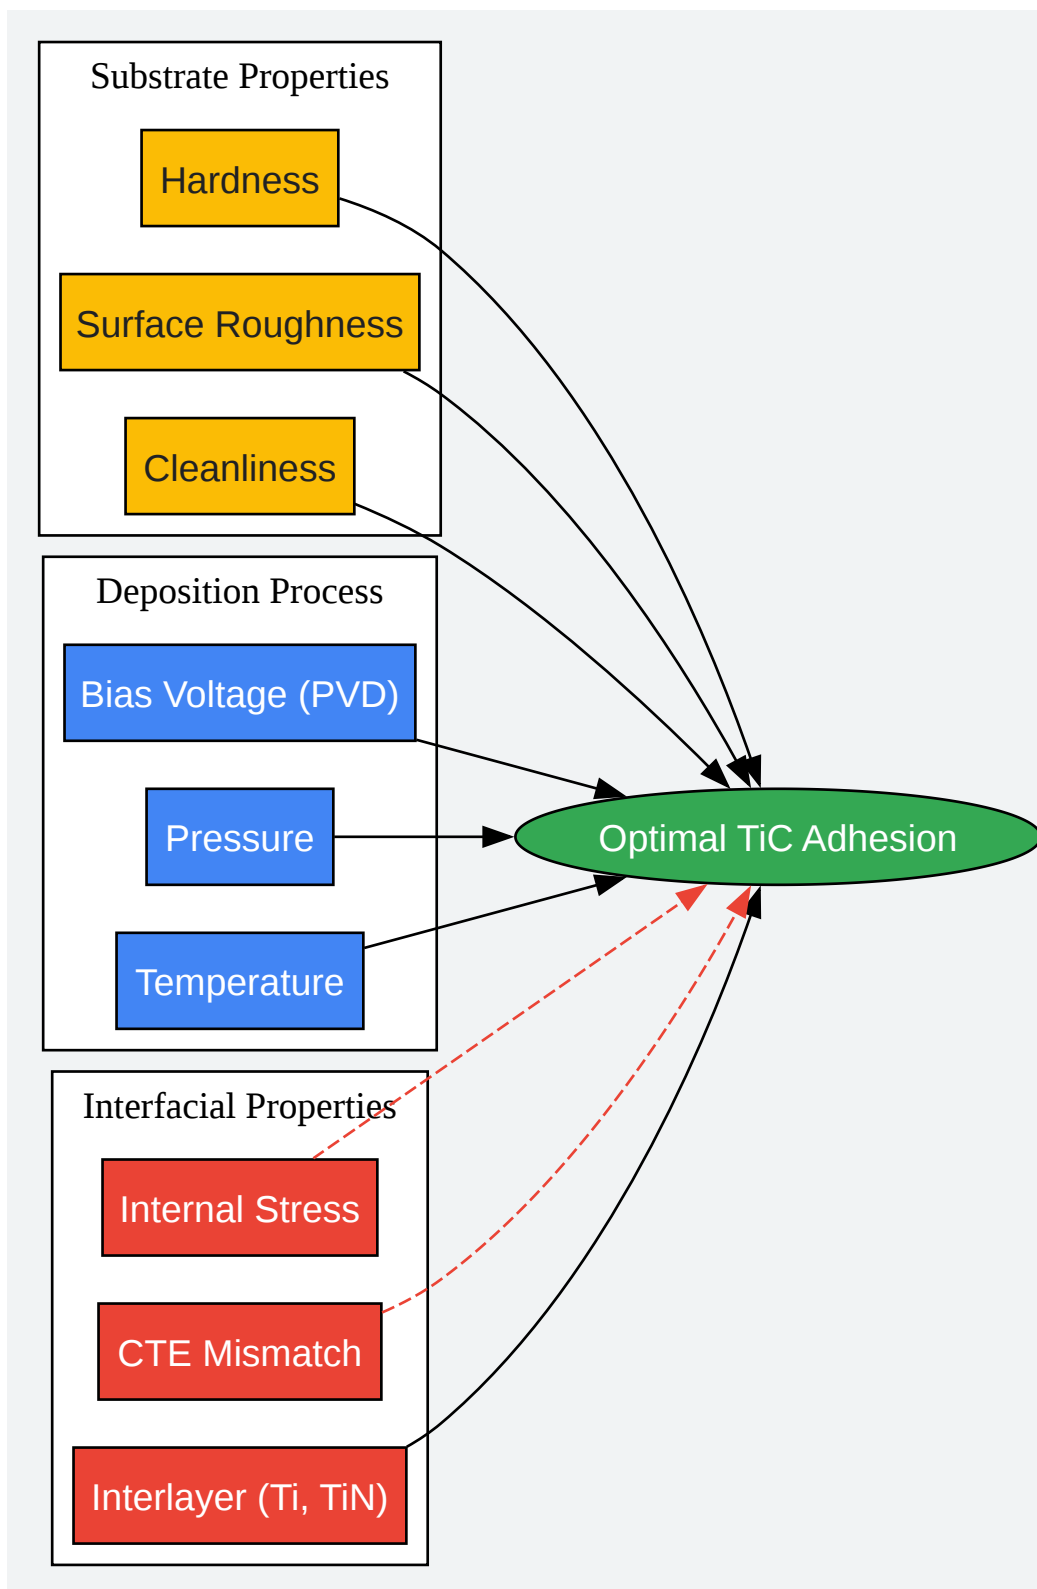 Substrate Properties
Hardness
Surface Roughness
Cleanliness
Deposition Process
Bias Voltage (PVD)
Pressure
Optimal TiC Adhesion
Temperature
Interfacial Properties
Internal Stress
CTE Mismatch
Interlayer (Ti, TiN)